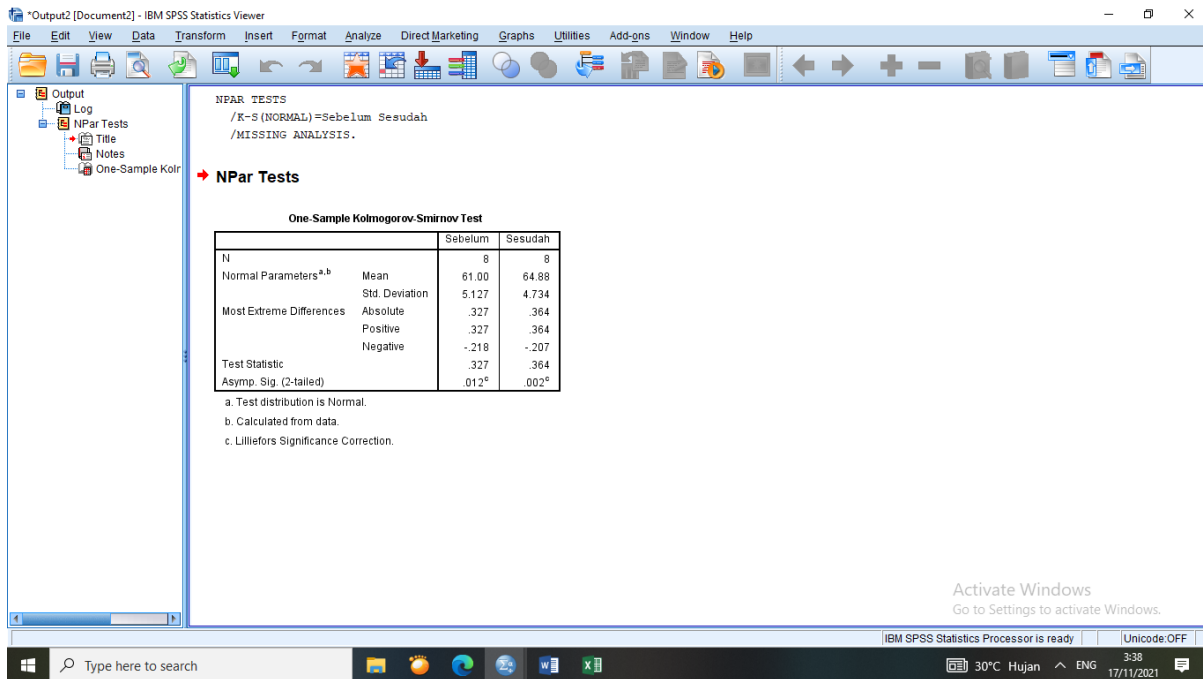 *Output2 [Document2] - IBM SPSS Statistics Viewer
File Edit View Data Transform Insert Format Analyze Direct Marketing Graphs Utilities Add-ons Window Help
Output
Log
NPar Tests
Title
Notes
One-Sample Kolr
NPAR TESTS
/K-S(NORMAL)=Sebelum Sesudah
/MISSING ANALYSIS.
NPar Tests
One-Sample Kolmogorov-Smirnov Test
Sebelum Sesudah
N 8 8
Normal Parameters a,b Mean 61.00 64.88
Std. Deviation 5.127 4.734
Most Extreme Differences Absolute .327 .364
Positive .327 .364
Negative -.218 -.207
Test Statistic .327 .364
Asymp. Sig. (2-tailed) .012c .002c
a. Test distribution is Normal.
b. Calculated from data.
c. Lilliefors Significance Correction.
Activate Windows
Go to Settings to activate Windows.
IBM SPSS Statistics Processor is ready Unicode:OFF
Type here to search 30°C Hujan ENG 3:38
17/11/2021